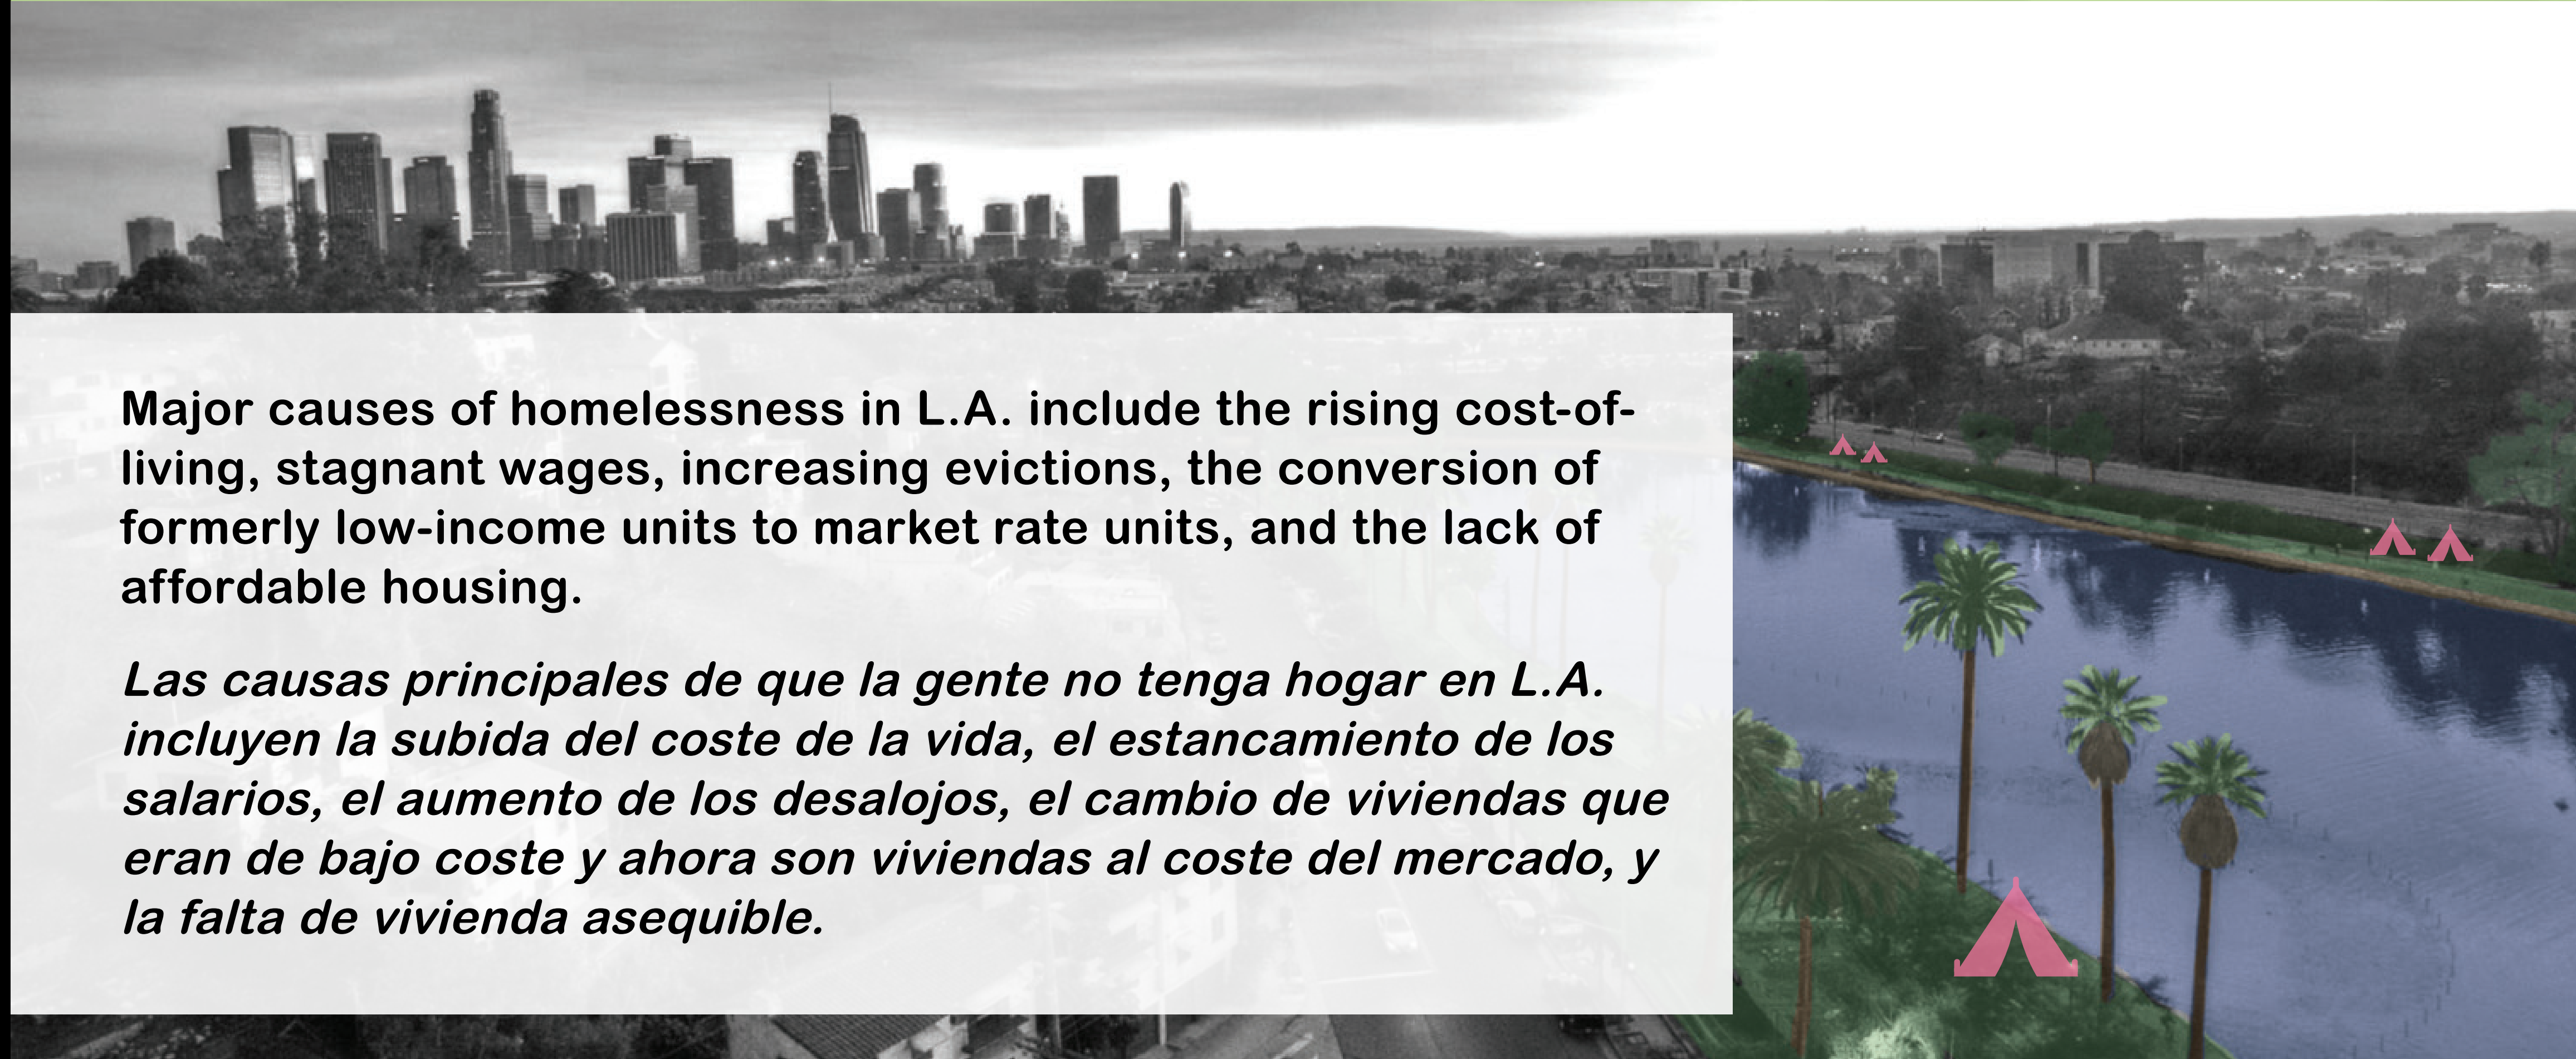 Major causes of homelessness in L.A. include the rising cost-of-
living, stagnant wages, increasing evictions, the conversion of
formerly low-income units to market rate units, and the lack of
affordable housing.
Las causas principales de que la gente no tenga hogar en L.A.
incluyen la subida del coste de la vida, el estancamiento de los
salarios, el aumento de los desalojos, el cambio de viviendas que
eran de bajo coste y ahora son viviendas al coste del mercado, y
la falta de vivienda asequible.